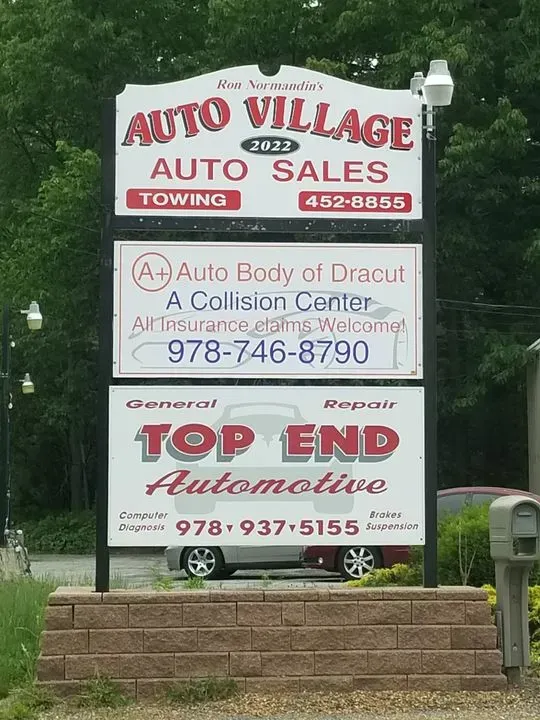 Ron Normandin's
AUTO VILLAGE
2022
AUTO SALES
TOWING 452-8855
A+ Auto Body of Dracut
A Collision Center
All Insurance claims Welcome!
978-746-8790
General Repair
TOP END
Automotive
Computer Diagnosis
978 937 5155
Brakes Suspension